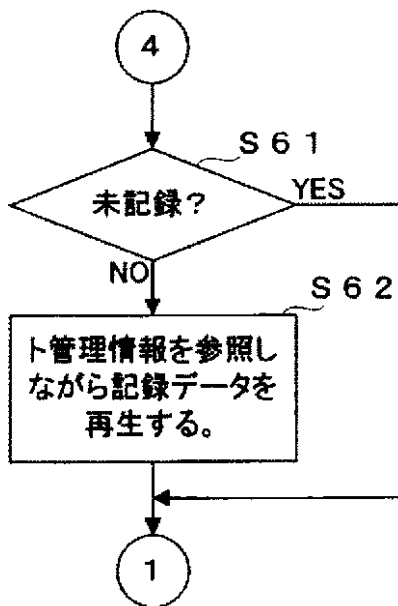 4
S61
未記録？
YES
NO
S62
ト管理情報を参照し
ながら記録データを
再生する。
1